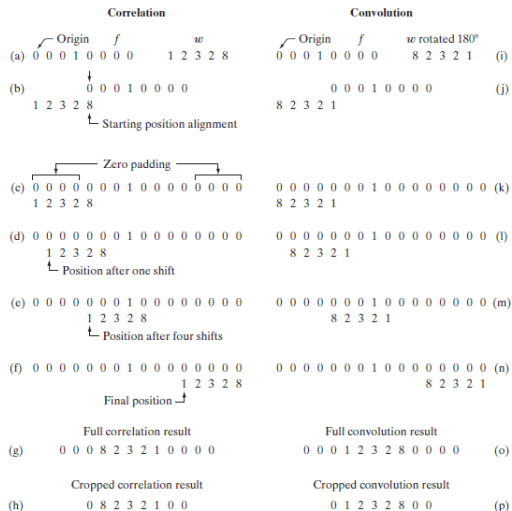 Correlation Convolution
Origin f w Origin f w rotated 180°
(a) 0 0 0 1 0 0 0 0 1 2 3 2 8 0 0 0 1 0 0 0 0 8 2 3 2 1 (i)
(b) 0 0 0 1 0 0 0 0 0 0 0 1 0 0 0 0 (j)
1 2 3 2 8 8 2 3 2 1
Starting position alignment
Zero padding
(c) 0 0 0 0 0 0 0 1 0 0 0 0 0 0 0 0 0 0 0 0 0 0 0 1 0 0 0 0 0 0 0 0 (k)
1 2 3 2 8 8 2 3 2 1
(d) 0 0 0 0 0 0 0 1 0 0 0 0 0 0 0 0 0 0 0 0 0 0 0 1 0 0 0 0 0 0 0 0 (l)
1 2 3 2 8 8 2 3 2 1
Position after one shift
(e) 0 0 0 0 0 0 0 1 0 0 0 0 0 0 0 0 0 0 0 0 0 0 0 1 0 0 0 0 0 0 0 0 (m)
1 2 3 2 8 8 2 3 2 1
Position after four shifts
(f) 0 0 0 0 0 0 0 1 0 0 0 0 0 0 0 0 0 0 0 0 0 0 0 1 0 0 0 0 0 0 0 0 (n)
1 2 3 2 8 8 2 3 2 1
Final position
Full correlation result Full convolution result
(g) 0 0 0 8 2 3 2 1 0 0 0 0 0 0 0 1 2 3 2 8 0 0 0 0 (o)
Cropped correlation result Cropped convolution result
(h) 0 8 2 3 2 1 0 0 0 1 2 3 2 8 0 0 (p)